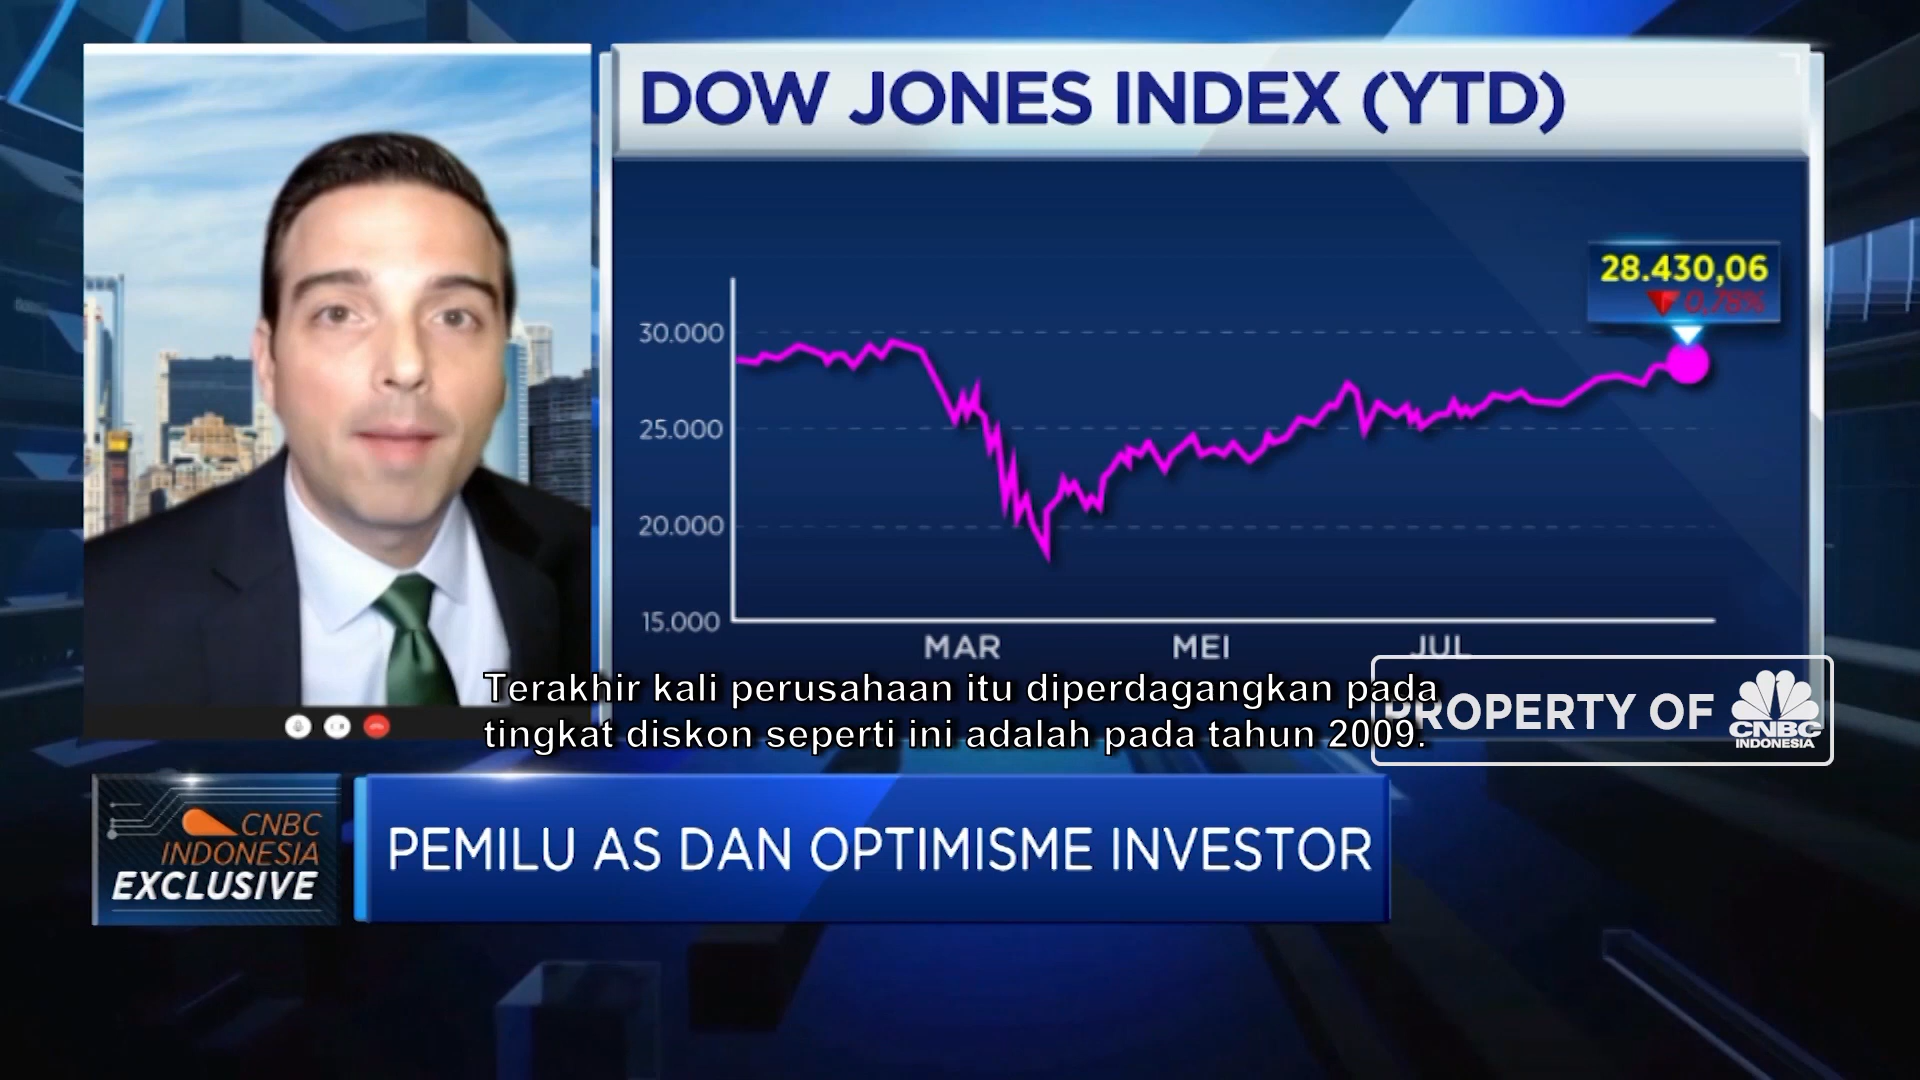 DOW JONES INDEX (YTD)
28.430,06
0,78%
30.000
25.000
20.000
15.000
MAR MEI JUL
Terakhir kali perusahaan itu diperdagangkan pada
tingkat diskon seperti ini adalah pada tahun 2009.
PROPERTY OF
CNBC
INDONESIA
CNBC
INDONESIA
EXCLUSIVE
PEMILU AS DAN OPTIMISME INVESTOR